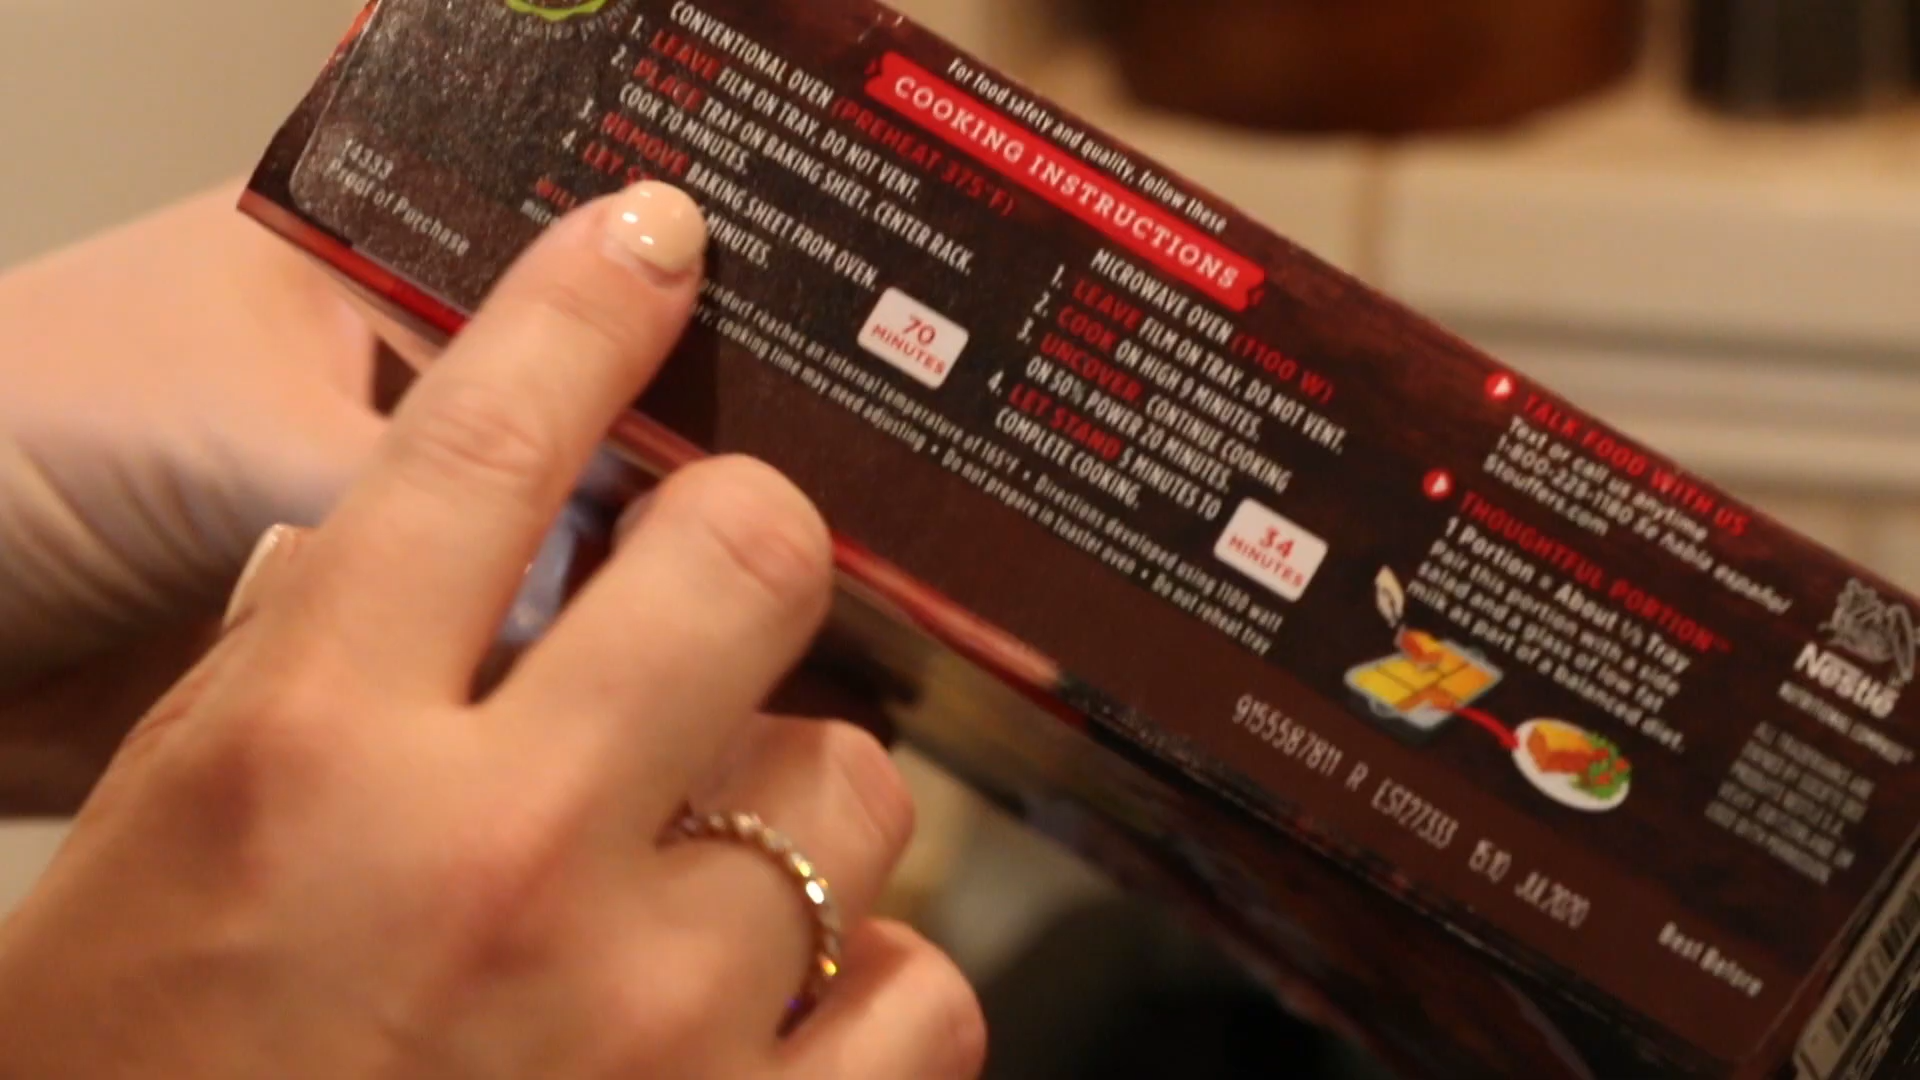 For food safety and quality, follow these
COOKING INSTRUCTIONS
CONVENTIONAL OVEN (PREHEAT 375°F)
1. LEAVE FILM ON TRAY. DO NOT VENT.
2. PLACE TRAY ON BAKING SHEET, CENTER RACK.
COOK 70 MINUTES.
3. REMOVE BAKING SHEET FROM OVEN.
4. LET MINUTES.
70
MINUTES
MICROWAVE OVEN (1100 W)
1. LEAVE FILM ON TRAY. DO NOT VENT.
2. COOK ON HIGH 9 MINUTES.
3. UNCOVER. CONTINUE COOKING
ON 50% POWER 20 MINUTES.
4. LET STAND 5 MINUTES TO
COMPLETE COOKING.
34
MINUTES
reaches an internal temperature of 165°F • Directions developed using 1100 watt
cooking time may need adjusting • Do not prepare in toaster oven • Do not reheat tray
14333
Proof of Purchase
TALK FOOD WITH US
Text or call us anytime
1-800-225-1180 Se habla español
Stouffers.com
THOUGHTFUL PORTION™
1 Portion = About ⅓ Tray
Pair this portion with a side
salad and a glass of low fat
milk as part of a balanced diet.
Nestlé
9155587811 R EST27333 15:10 JUL2020
Best Before